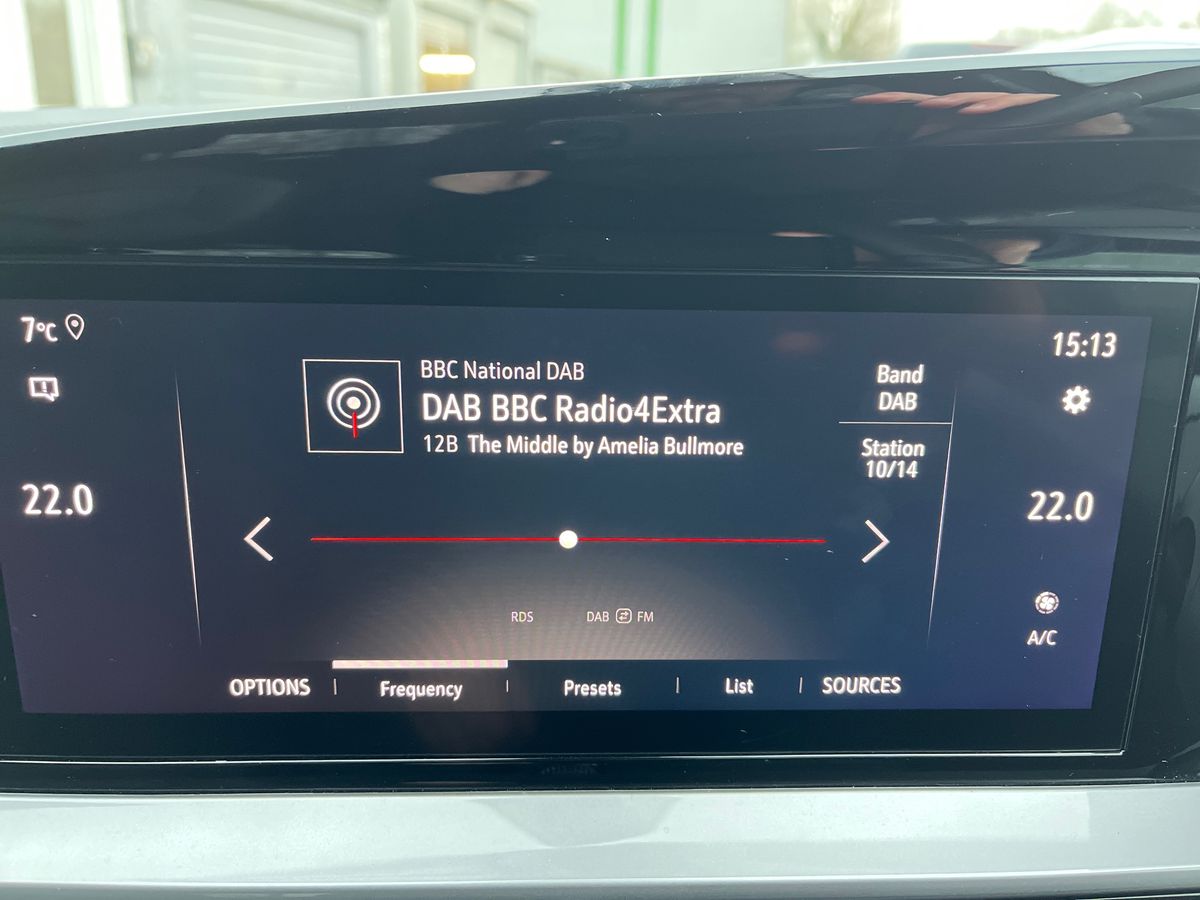 7°C
15:13
BBC National DAB
DAB BBC Radio4Extra
12B The Middle by Amelia Bullmore
Band
DAB
Station
10/14
22.0
22.0
RDS DAB FM
A/C
OPTIONS Frequency Presets List SOURCES